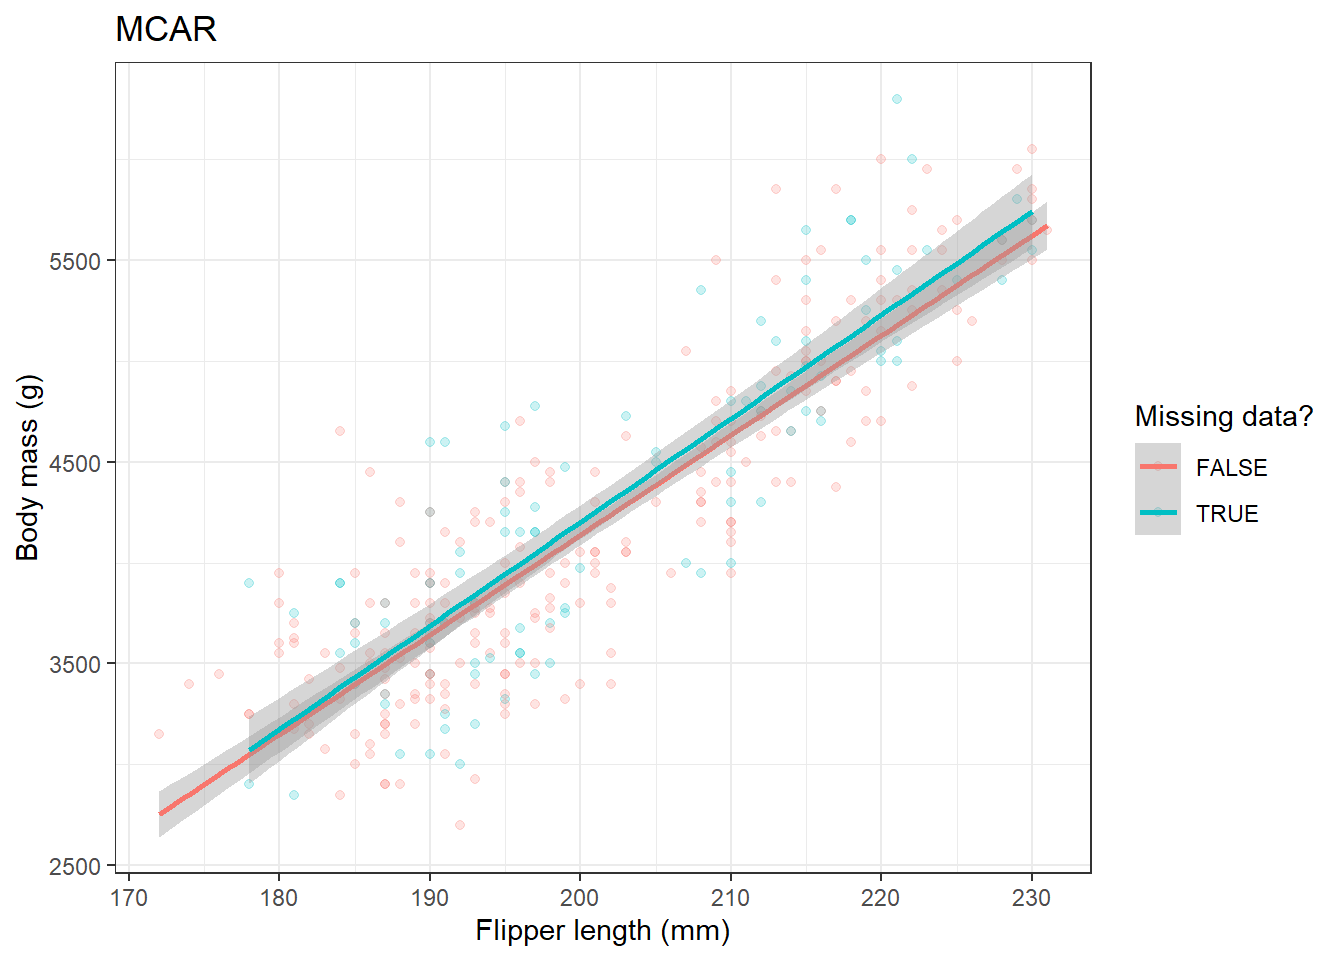 MCAR
Body mass (g)
5500
4500
3500
2500
170 180 190 200 210 220 230
Flipper length (mm)
Missing data?
FALSE
TRUE